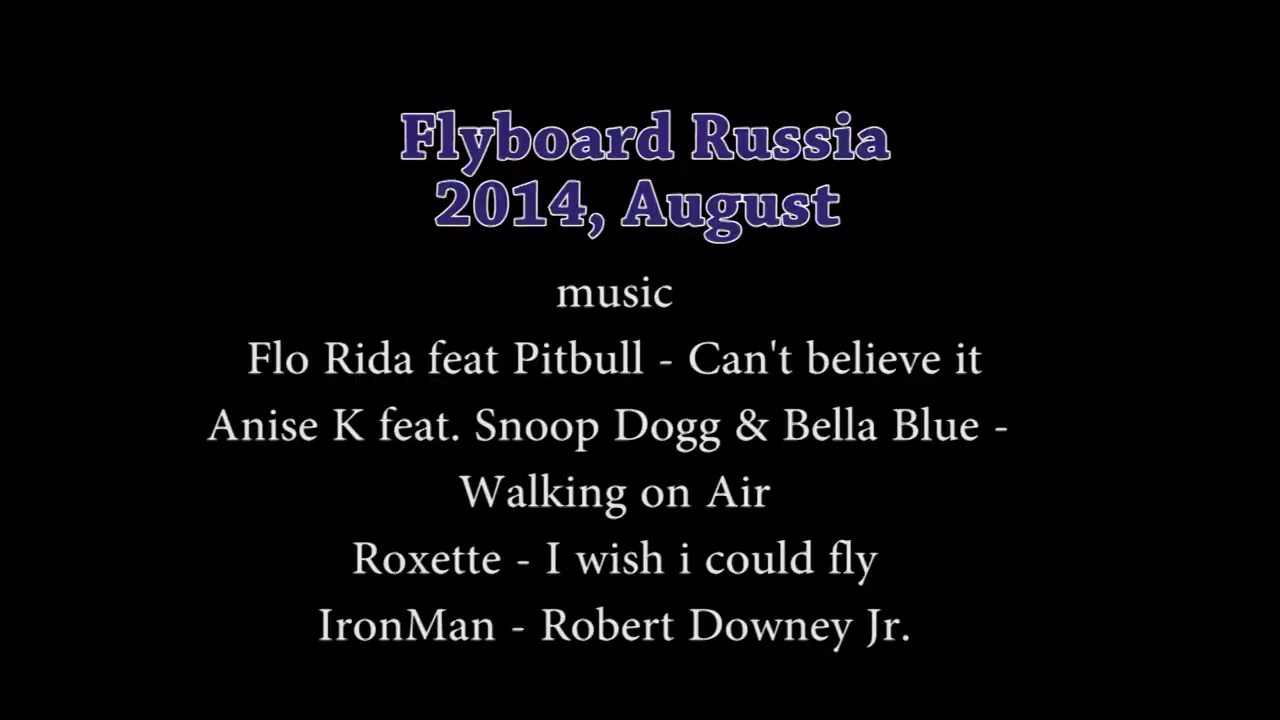 Flyboard Russia
2014, August
music
Flo Rida feat Pitbull - Can't believe it
Anise K feat. Snoop Dogg & Bella Blue -
Walking on Air
Roxette - I wish i could fly
IronMan - Robert Downey Jr.